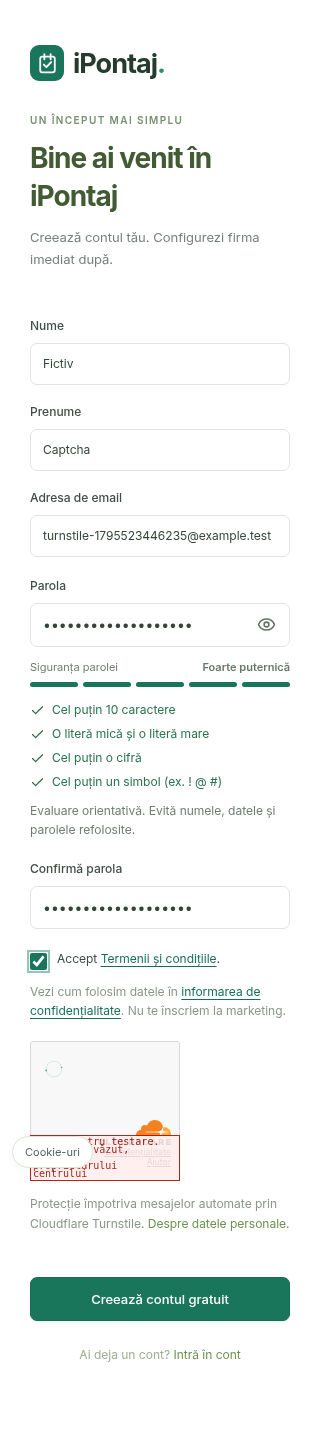 iPontaj.
UN ÎNCEPUT MAI SIMPLU
Bine ai venit în
iPontaj
Creează contul tău. Configurezi firma
imediat după.
Nume
Fictiv
Prenume
Captcha
Adresa de email
turnstile-1795523446235@example.test
Parola
Siguranța parolei
Foarte puternică
Cel puțin 10 caractere
O literă mică și o literă mare
Cel puțin o cifră
Cel puțin un simbol (ex. ! @ #)
Evaluare orientativă. Evită numele, datele și
parolele refolosite.
Confirmă parola
Accept Termenii și condițiile.
Vezi cum folosim datele în informarea de
confidențialitate. Nu te înscriem la marketing.
testare.
văzut,
Cookie-uri
centrului
Protecție împotriva mesajelor automate prin
Cloudflare Turnstile. Despre datele personale.
Creează contul gratuit
Ai deja un cont? Intră în cont